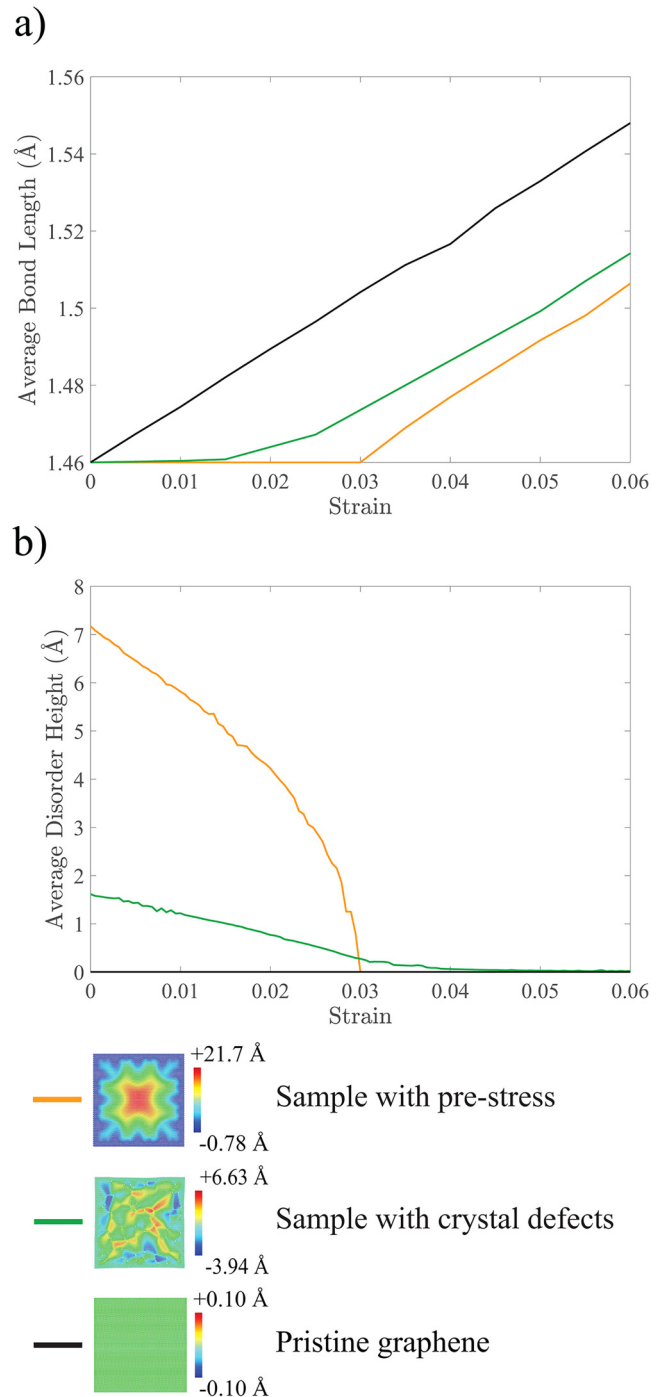 a)
1.56
1.54
1.52
1.5
1.48
1.46
Average Bond Length (Å)
0 0.01 0.02 0.03 0.04 0.05 0.06
Strain
b)
8
7
6
5
4
3
2
1
0
Average Disorder Height (Å)
0 0.01 0.02 0.03 0.04 0.05 0.06
Strain
+21.7 Å
Sample with pre-stress
-0.78 Å
+6.63 Å
Sample with crystal defects
-3.94 Å
+0.10 Å
Pristine graphene
-0.10 Å